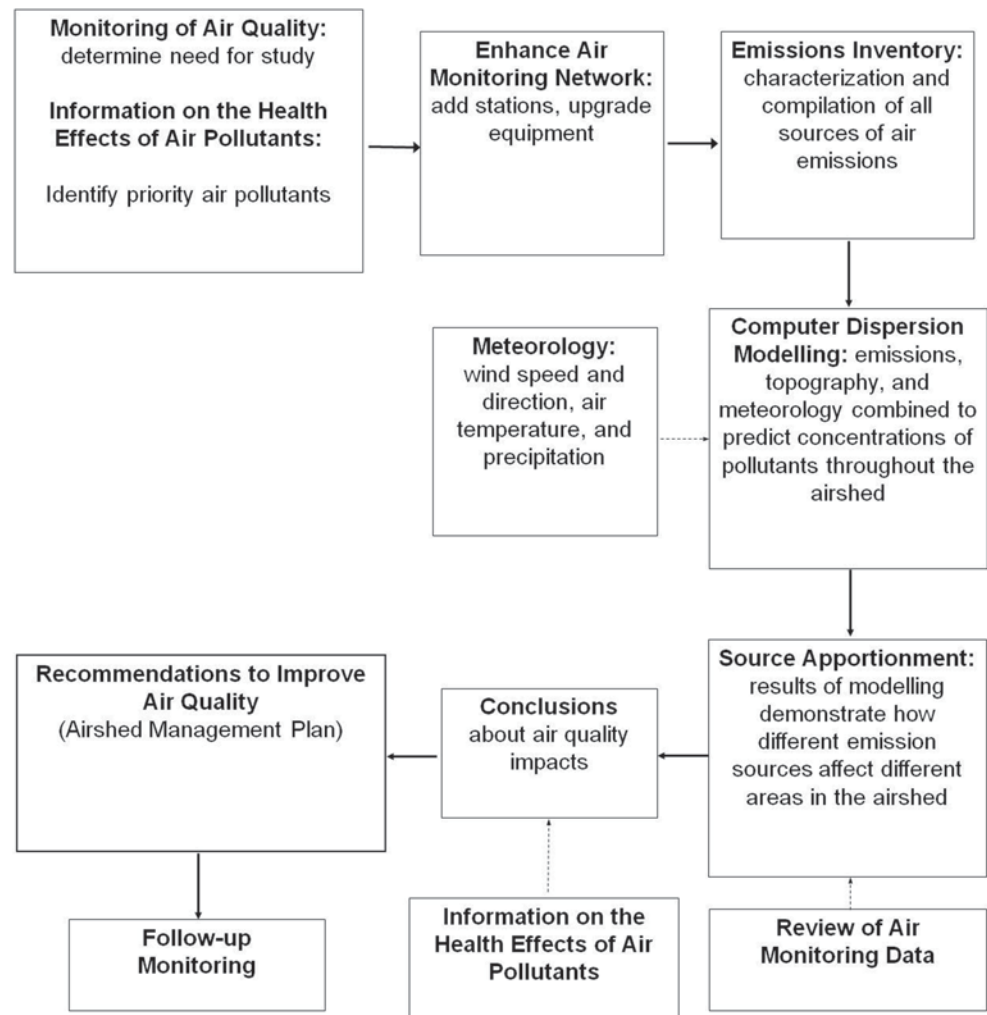 Monitoring of Air Quality:
determine need for study
Information on the Health
Effects of Air Pollutants:
Identify priority air pollutants
Enhance Air
Monitoring Network:
add stations, upgrade
equipment
Emissions Inventory:
characterization and
compilation of all
sources of air
emissions
Meteorology:
wind speed and
direction, air
temperature, and
precipitation
Computer Dispersion
Modelling: emissions,
topography, and
meteorology combined to
predict concentrations of
pollutants throughout the
airshed
Source Apportionment:
results of modelling
demonstrate how
different emission
sources affect different
areas in the airshed
Conclusions
about air quality
impacts
Recommendations to Improve
Air Quality
(Airshed Management Plan)
Follow-up
Monitoring
Information on the
Health Effects of Air
Pollutants
Review of Air
Monitoring Data